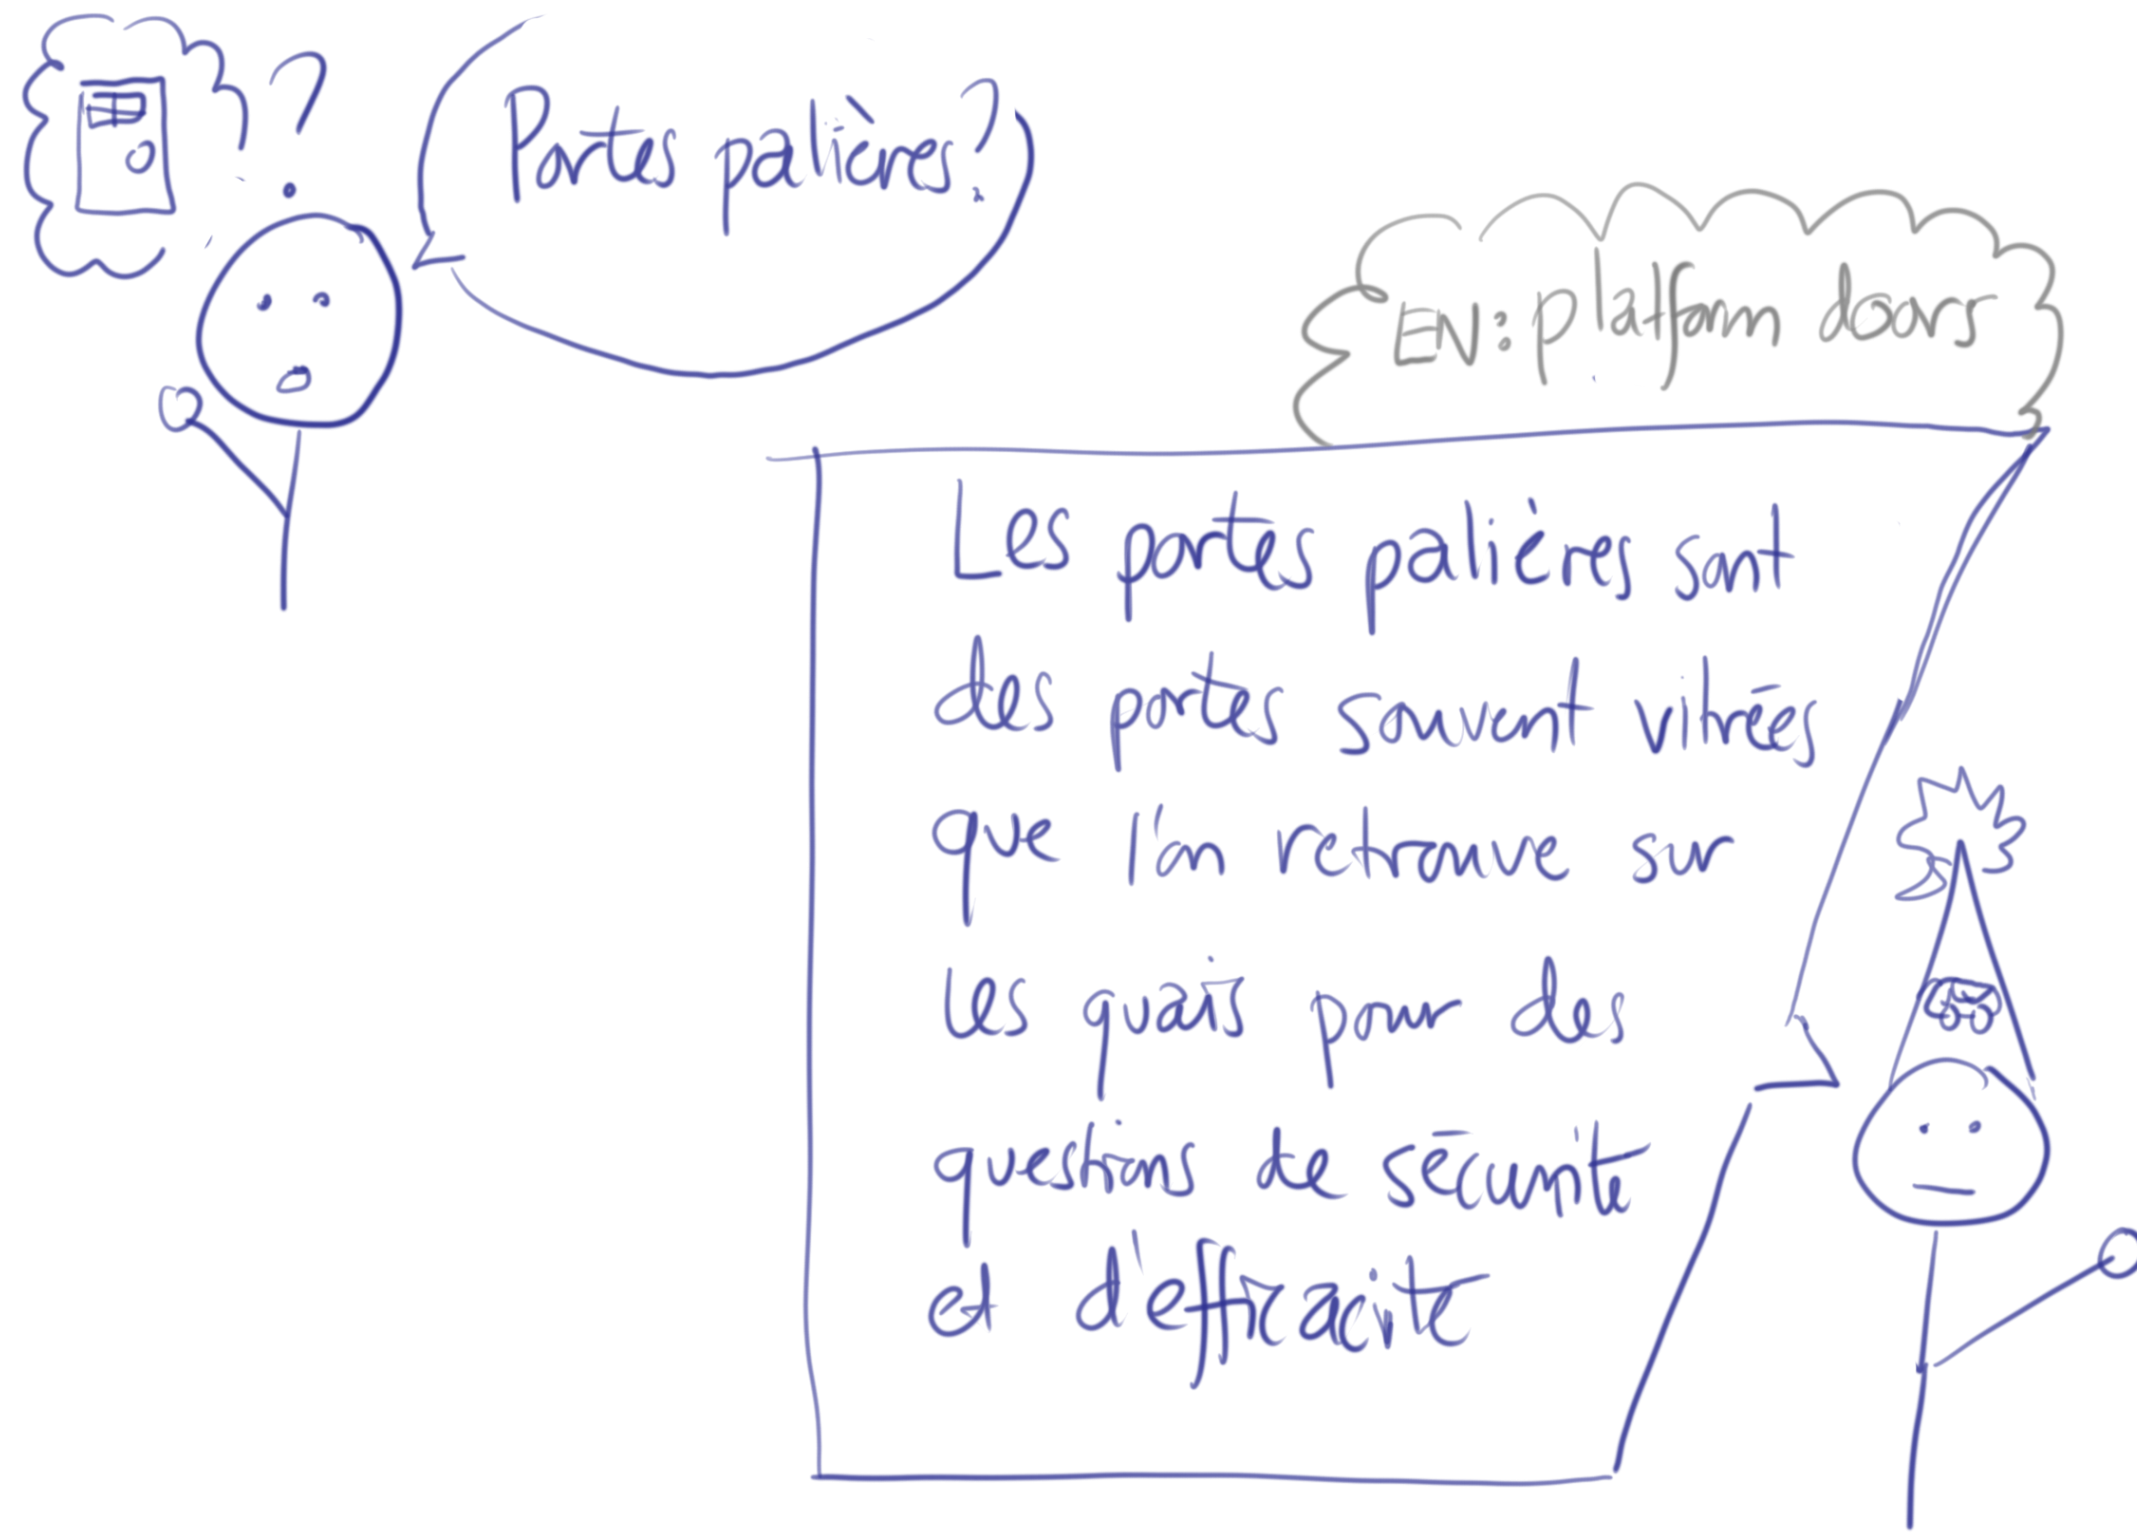 ?
Portes palières?
EN: platform doors
Les portes palières sont
des portes souvent vitrées
que l'on retrouve sur
les quais pour des
questions de sécurité
et d'efficacité